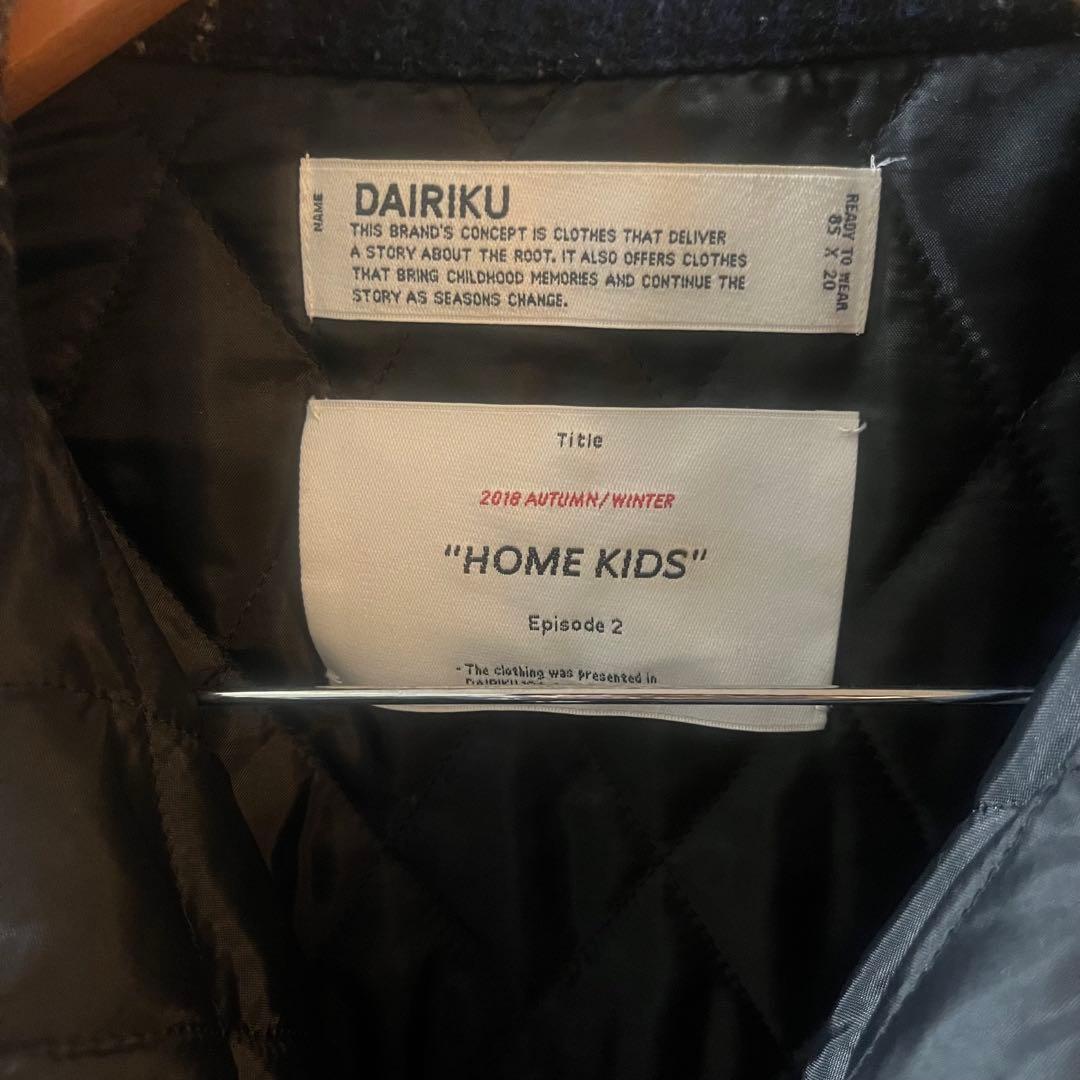 NAME
DAIRIKU
THIS BRAND'S CONCEPT IS CLOTHES THAT DELIVER
A STORY ABOUT THE ROOT. IT ALSO OFFERS CLOTHES
THAT BRING CHILDHOOD MEMORIES AND CONTINUE THE
STORY AS SEASONS CHANGE.
READY TO WEAR
85 X 20
Title
2018 AUTUMN/WINTER
"HOME KIDS"
Episode 2
- The clothing was presented in